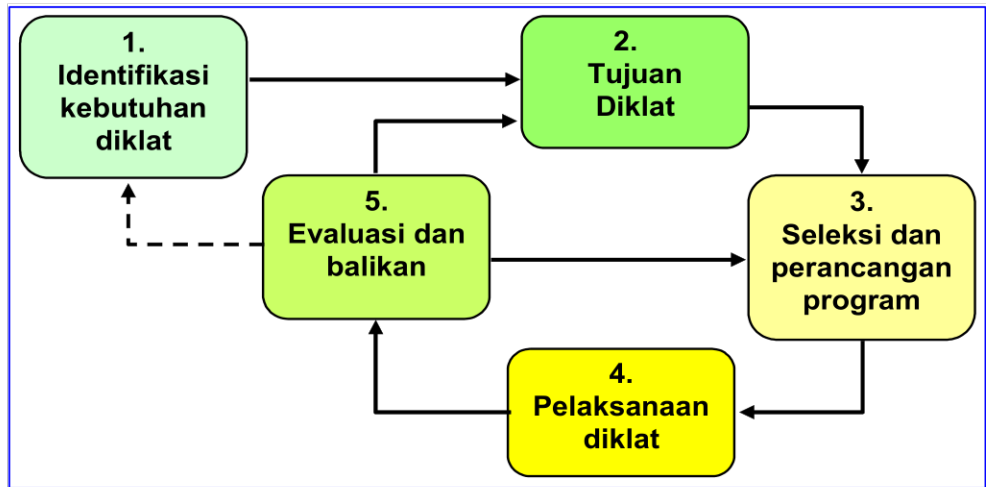 1.
Identifikasi
kebutuhan
diklat
2.
Tujuan
Diklat
3.
Seleksi dan
perancangan
program
4.
Pelaksanaan
diklat
5.
Evaluasi dan
balikan